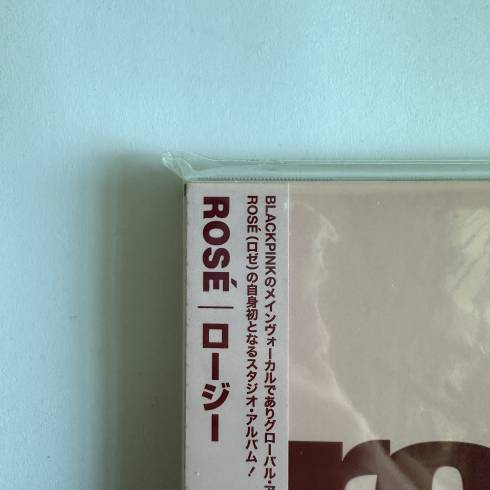 ROSÉ | ロージー
BLACKPINKのメインヴォーカルでありグローバル・ア
ROSÉ (ロゼ) の自身初となるスタジオ・アルバム!